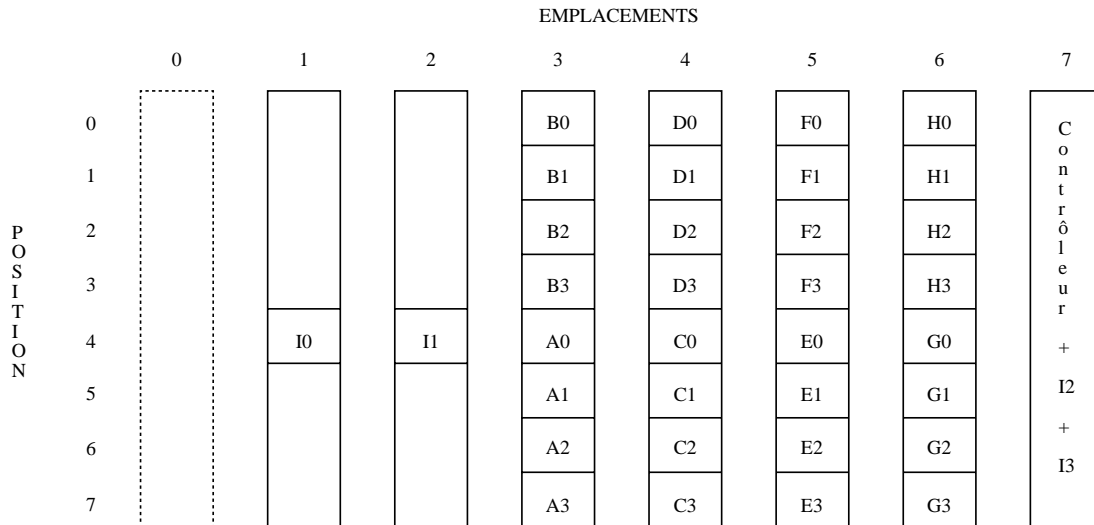 EMPLACEMENTS
0 1 2 3 4 5 6 7
POSITION
0 B0 D0 F0 H0
1 B1 D1 F1 H1
2 B2 D2 F2 H2
3 B3 D3 F3 H3
4 I0 I1 A0 C0 E0 G0
5 A1 C1 E1 G1
6 A2 C2 E2 G2
7 A3 C3 E3 G3
Contrôleur + I2 + I3